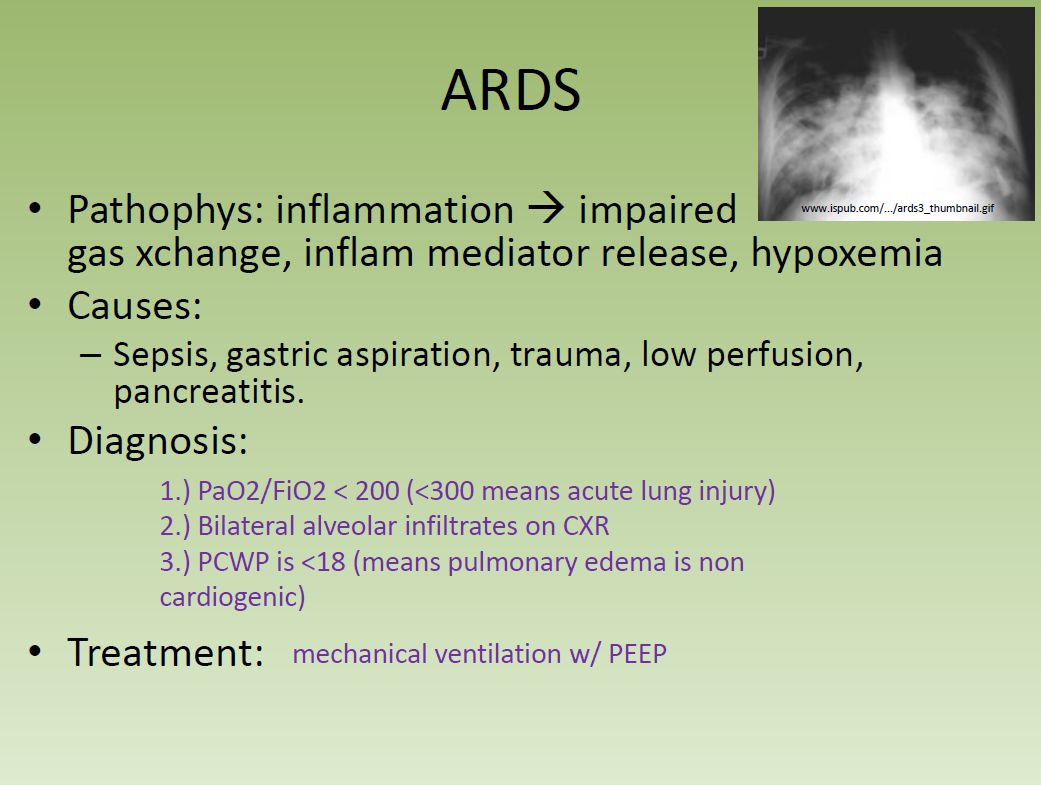 ARDS
www.ispub.com/.../ards3_thumbnail.gif
• Pathophys: inflammation → impaired
gas xchange, inflam mediator release, hypoxemia
• Causes:
– Sepsis, gastric aspiration, trauma, low perfusion,
pancreatitis.
• Diagnosis:
1.) PaO2/FiO2 < 200 (<300 means acute lung injury)
2.) Bilateral alveolar infiltrates on CXR
3.) PCWP is <18 (means pulmonary edema is non
cardiogenic)
• Treatment: mechanical ventilation w/ PEEP